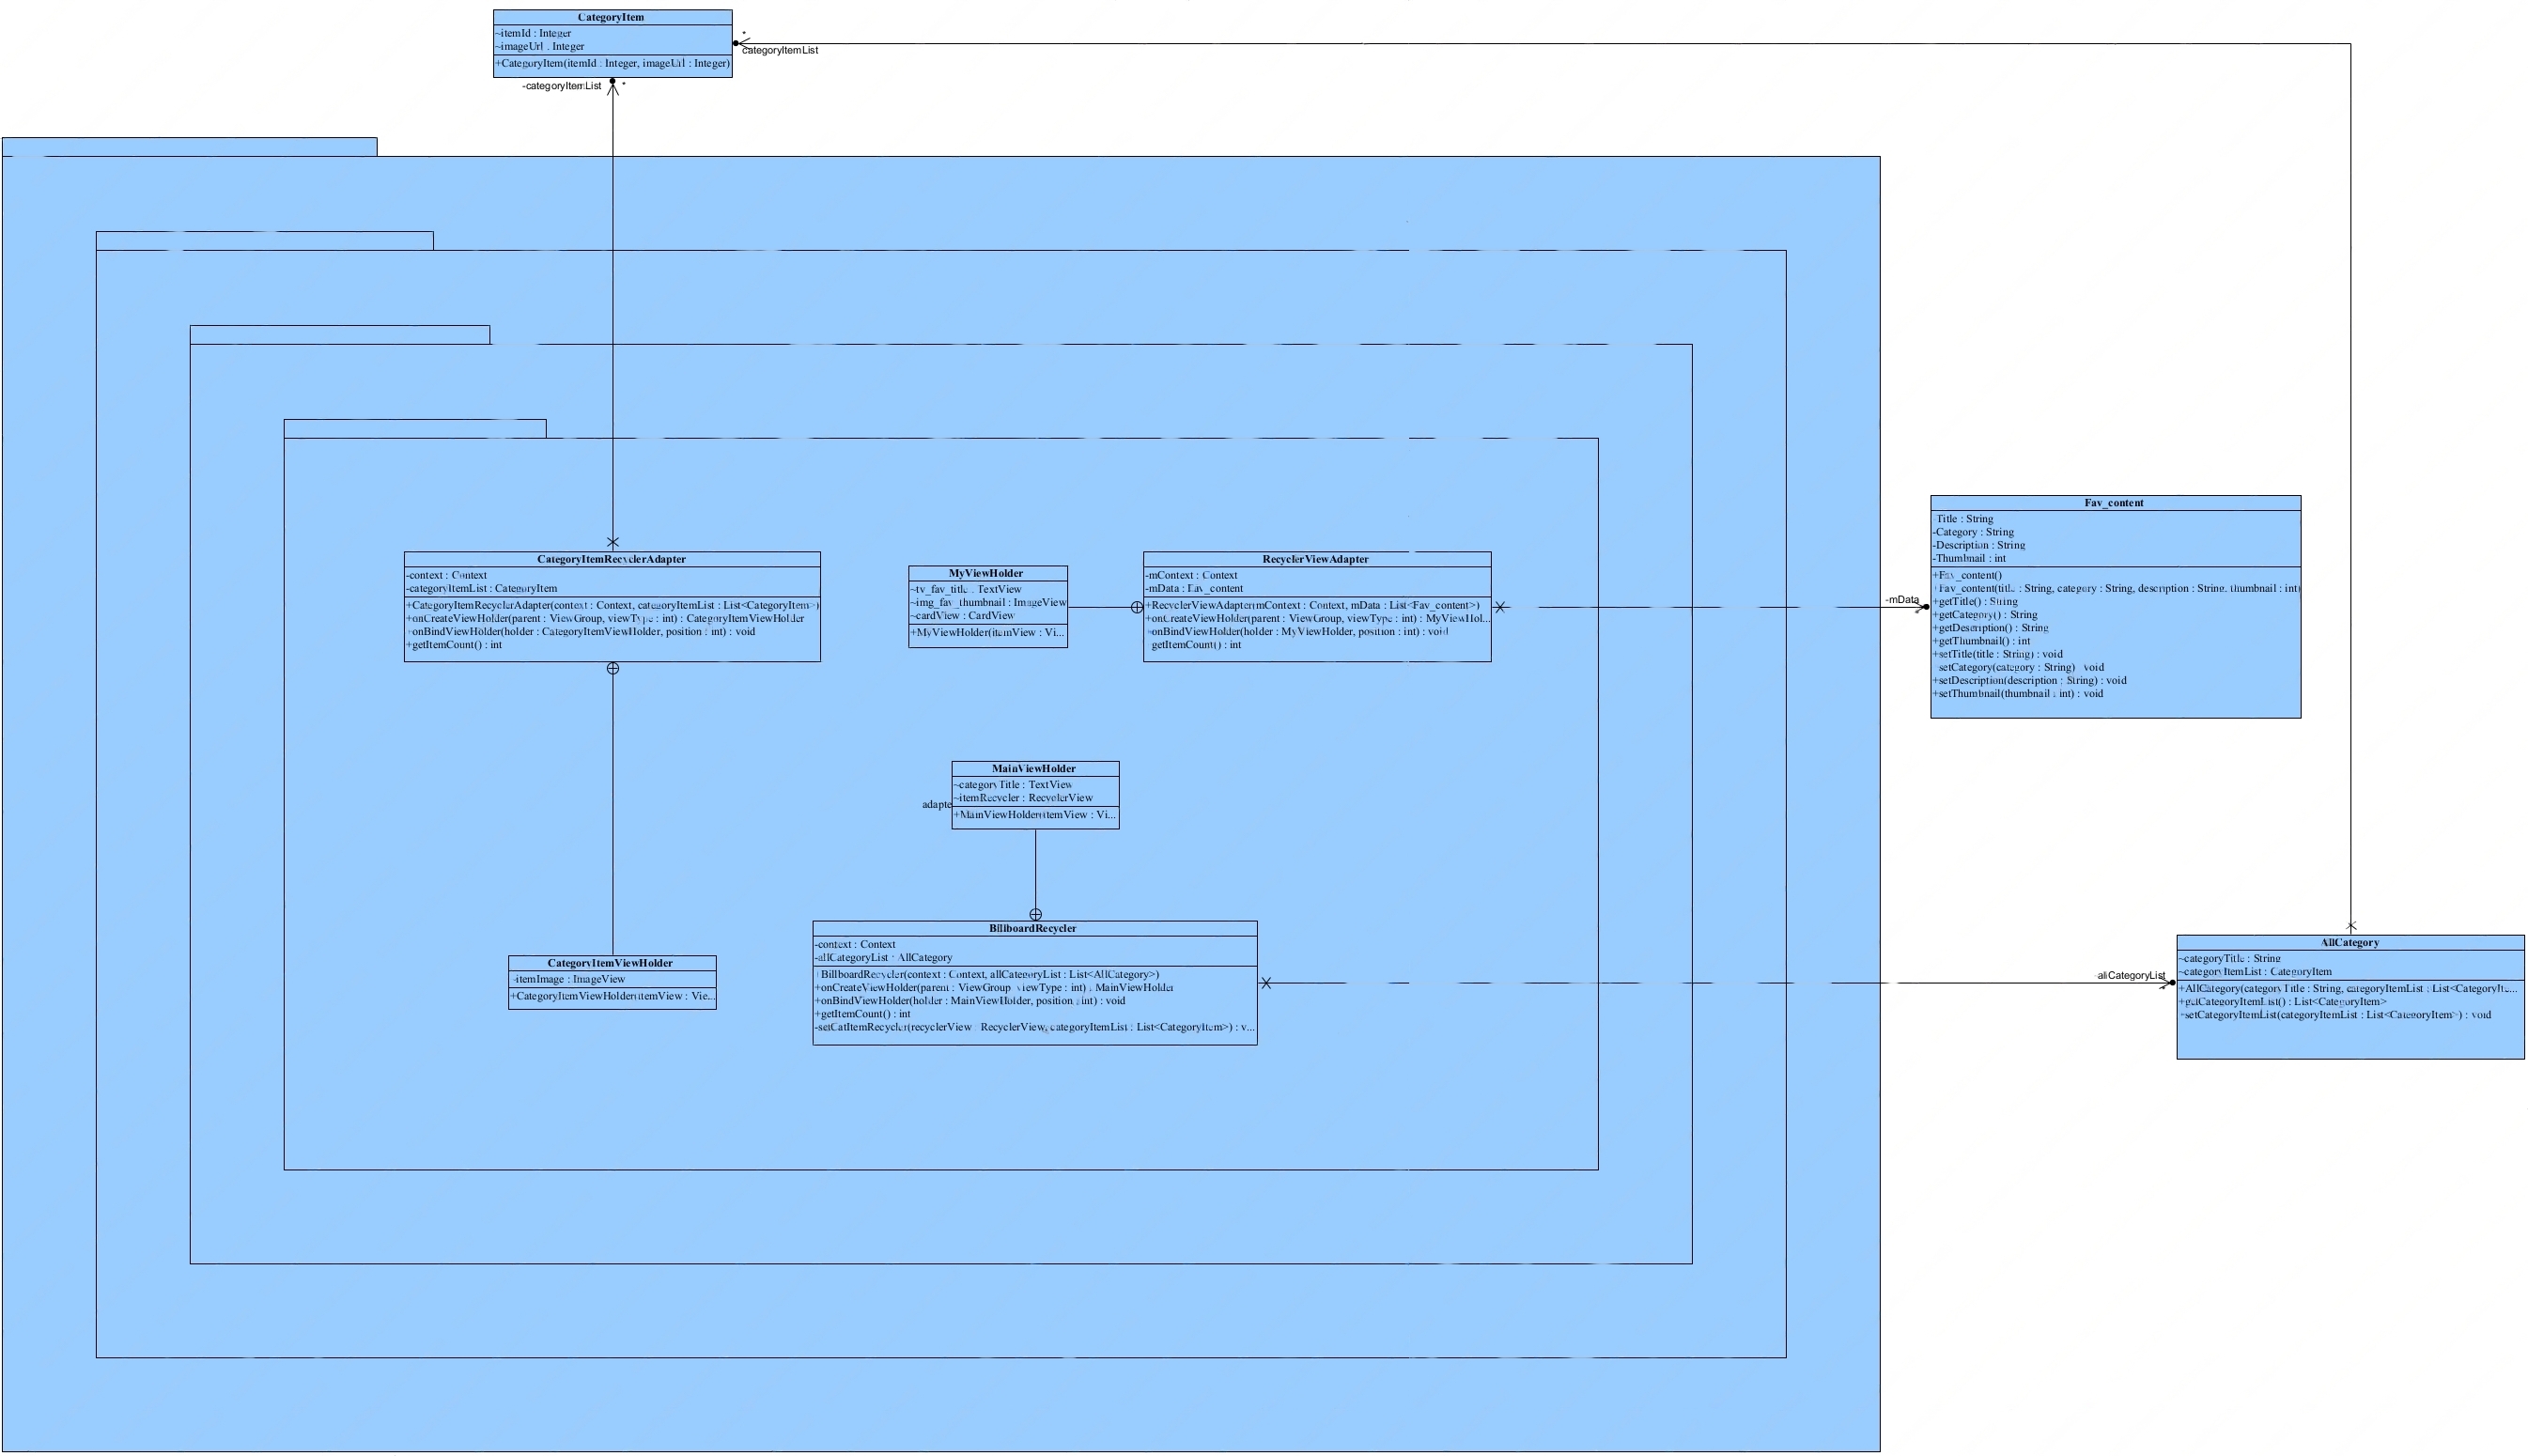 CategoryItem
~itemId : Integer
~imageUrl : Integer
+CategoryItem(itemId : Integer, imageUrl : Integer)
*
categoryItemList
-categoryItemList
*
CategoryItemRecyclerAdapter
-context : Context
-categoryItemList : CategoryItem
+CategoryItemRecyclerAdapter(context : Context, categoryItemList : List<CategoryItem>)
+onCreateViewHolder(parent : ViewGroup, viewType : int) : CategoryItemViewHolder
+onBindViewHolder(holder : CategoryItemViewHolder, position : int) : void
+getItemCount() : int
MyViewHolder
~tv_fav_title : TextView
~img_fav_thumbnail : ImageView
~cardView : CardView
+MyViewHolder(itemView : Vi...
RecyclerViewAdapter
-mContext : Context
-mData : Fav_content
+RecyclerViewAdapter(mContext : Context, mData : List<Fav_content>)
+onCreateViewHolder(parent : ViewGroup, viewType : int) : MyViewHol...
+onBindViewHolder(holder : MyViewHolder, position : int) : void
getItemCount() : int
-mData
*
Fav_content
Title : String
-Category : String
-Description : String
-Thumbnail : int
+Fav_content()
+Fav_content(title : String, category : String, description : String, thumbnail : int)
+getTitle() : String
+getCategory() : String
+getDescription() : String
+getThumbnail() : int
+setTitle(title : String) : void
setCategory(category : String) : void
+setDescription(description : String) : void
+setThumbnail(thumbnail : int) : void
MainViewHolder
~categoryTitle : TextView
~itemRecycler : RecyclerView
+MainViewHolder(itemView : Vi...
adapte
BillboardRecycler
-context : Context
-allCategoryList : AllCategory
+BillboardRecycler(context : Context, allCategoryList : List<AllCategory>)
+onCreateViewHolder(parent : ViewGroup, viewType : int) : MainViewHolder
+onBindViewHolder(holder : MainViewHolder, position : int) : void
+getItemCount() : int
-setCatItemRecycler(recyclerView : RecyclerView, categoryItemList : List<CategoryItem>) : v...
CategoryItemViewHolder
-itemImage : ImageView
+CategoryItemViewHolder(itemView : Vie...
-allCategoryList
*
AllCategory
~categoryTitle : String
~categoryItemList : CategoryItem
+AllCategory(categoryTitle : String, categoryItemList : List<CategoryIte...
+getCategoryItemList() : List<CategoryItem>
+setCategoryItemList(categoryItemList : List<CategoryItem>) : void